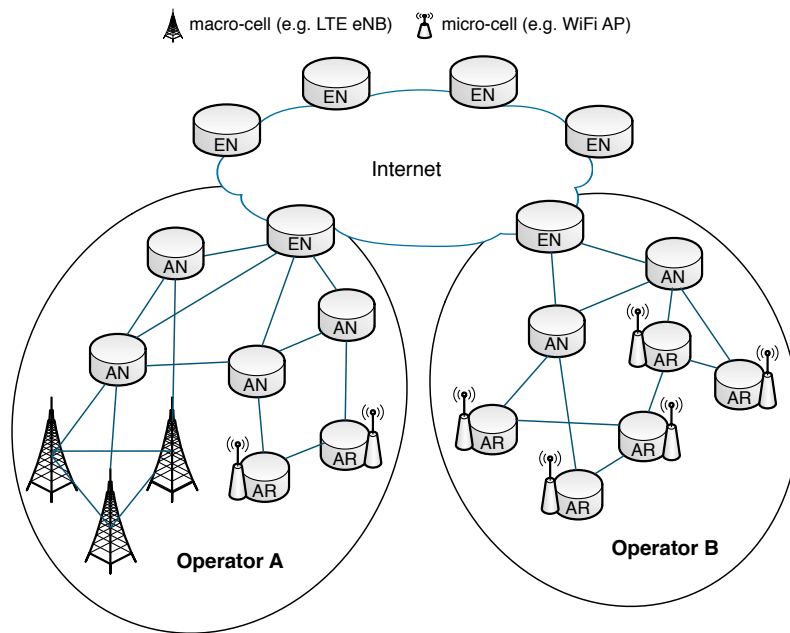 macro-cell (e.g. LTE eNB) micro-cell (e.g. WiFi AP)
EN
EN
EN
EN
Internet
EN
EN
AN
AN
AN
AN
AN
AN
AR
AR
AR
AR
AR
AR
AR
Operator A
Operator B